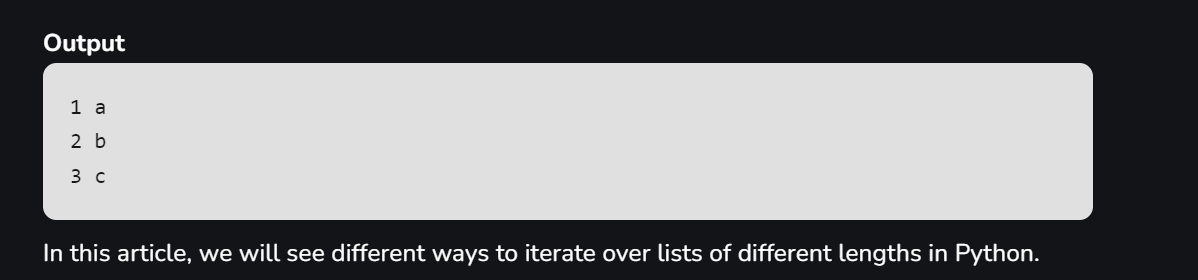 Output
1 a
2 b
3 c
In this article, we will see different ways to iterate over lists of different lengths in Python.